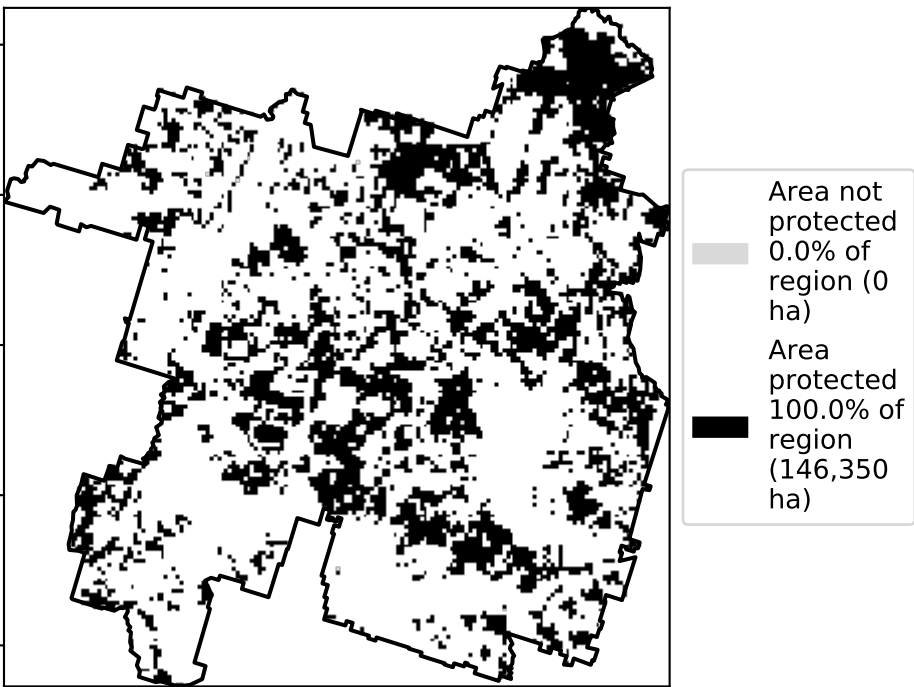 Area not
protected
0.0% of
region (0
ha)
Area
protected
100.0% of
region
(146,350
ha)